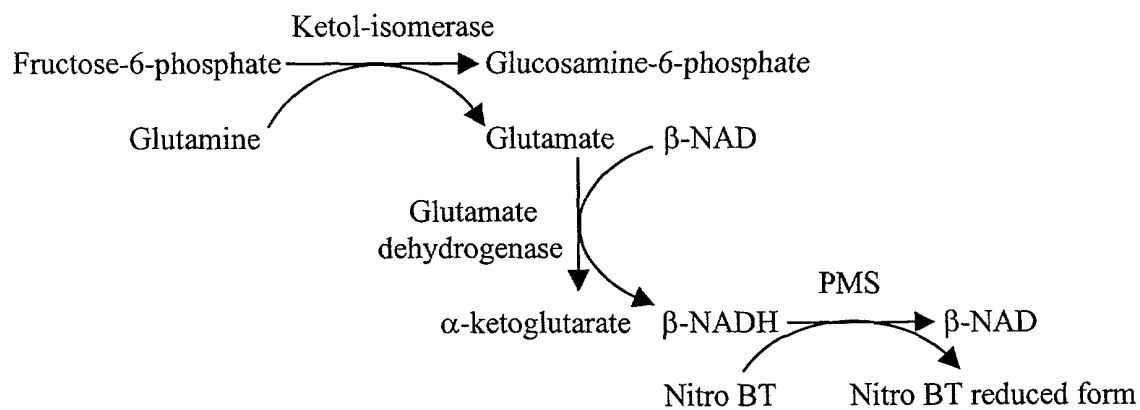 Ketol-isomerase
Fructose-6-phosphate Glucosamine-6-phosphate
Glutamine Glutamate β-NAD
Glutamate
dehydrogenase
PMS
α-ketoglutarate β-NADH β-NAD
Nitro BT Nitro BT reduced form